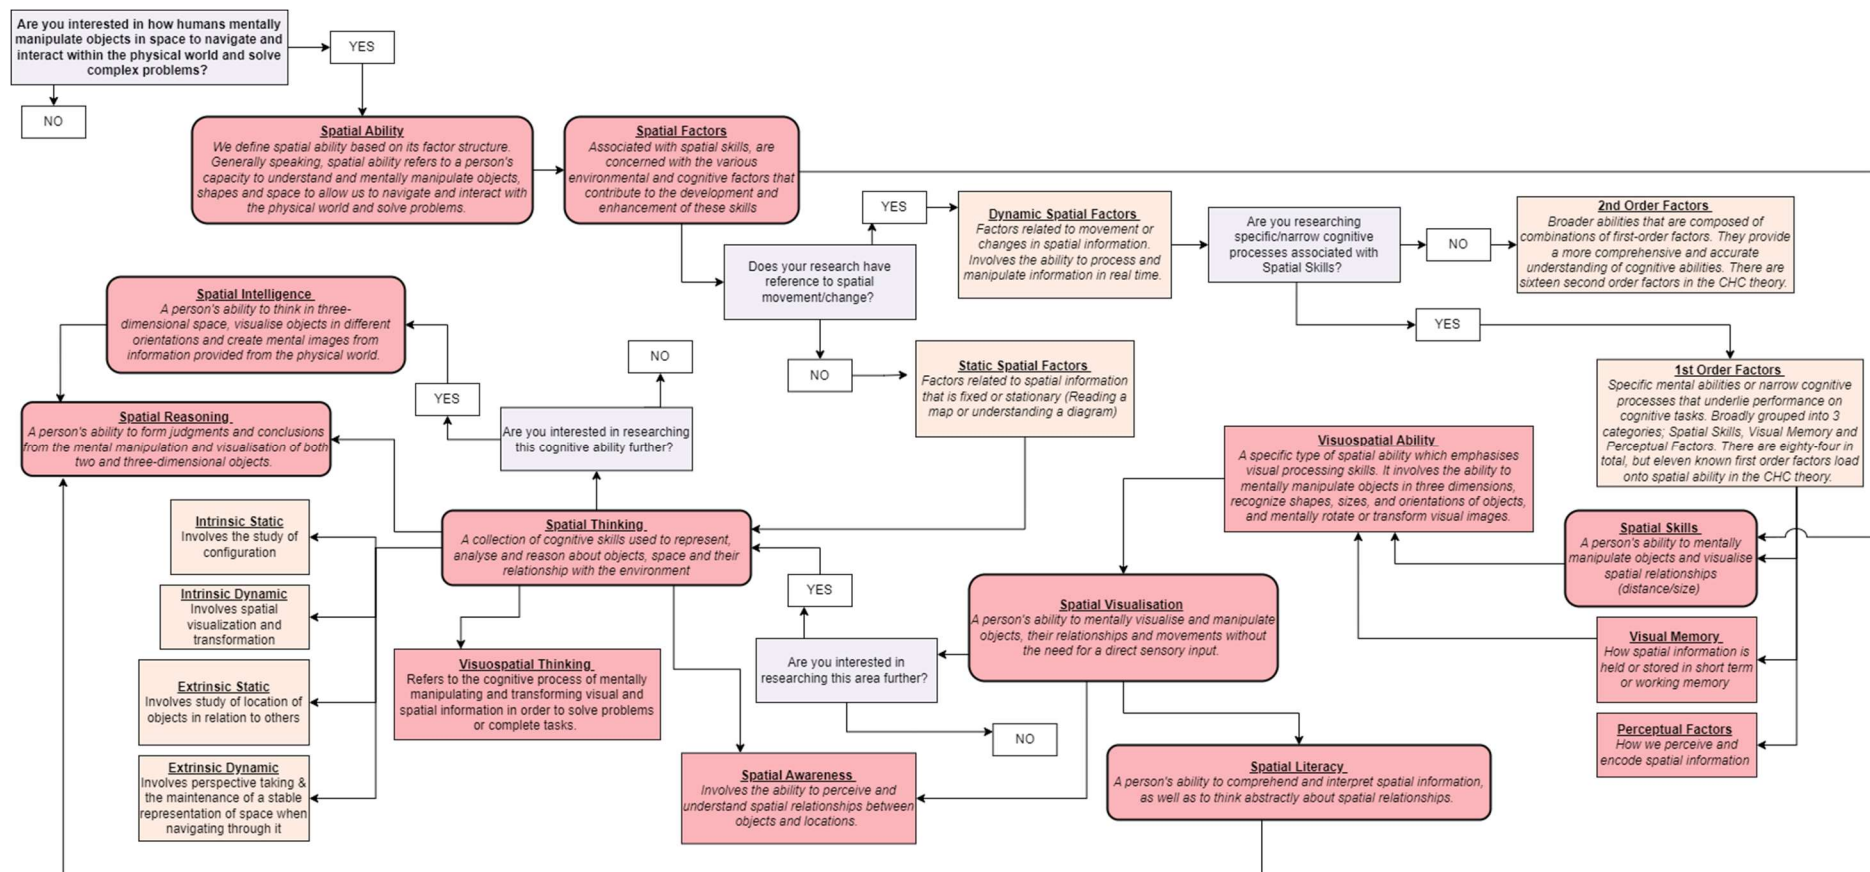 Are you interested in how humans mentally
manipulate objects in space to navigate and
interact within the physical world and solve
complex problems?
YES
NO
Spatial Ability
We define spatial ability based on its factor structure.
Generally speaking, spatial ability refers to a person's
capacity to understand and mentally manipulate objects,
shapes and space to allow us to navigate and interact with
the physical world and solve problems.
Spatial Factors
Associated with spatial skills, are
concerned with the various
environmental and cognitive factors that
contribute to the development and
enhancement of these skills
Does your research have
reference to spatial
movement/change?
YES
Dynamic Spatial Factors
Factors related to movement or
changes in spatial information.
Involves the ability to process and
manipulate information in real time.
Are you researching
specific/narrow cognitive
processes associated with
Spatial Skills?
NO
2nd Order Factors
Broader abilities that are composed of
combinations of first-order factors. They provide
a more comprehensive and accurate
understanding of cognitive abilities. There are
sixteen second order factors in the CHC theory.
YES
1st Order Factors
Specific mental abilities or narrow cognitive
processes that underlie performance on
cognitive tasks. Broadly grouped into 3
categories; Spatial Skills, Visual Memory and
Perceptual Factors. There are eighty-four in
total, but eleven known first order factors load
onto spatial ability in the CHC theory.
NO
Static Spatial Factors
Factors related to spatial information
that is fixed or stationary (Reading a
map or understanding a diagram)
Spatial Intelligence
A person's ability to think in three-
dimensional space, visualise objects in different
orientations and create mental images from
information provided from the physical world.
NO
YES
Are you interested in researching
this cognitive ability further?
Spatial Reasoning
A person's ability to form judgments and conclusions
from the mental manipulation and visualisation of both
two and three-dimensional objects.
Visuospatial Ability
A specific type of spatial ability which emphasises
visual processing skills. It involves the ability to
mentally manipulate objects in three dimensions,
recognize shapes, sizes, and orientations of objects,
and mentally rotate or transform visual images.
Spatial Skills
A person's ability to mentally
manipulate objects and visualise
spatial relationships
(distance/size)
Intrinsic Static
Involves the study of
configuration
Spatial Thinking
A collection of cognitive skills used to represent,
analyse and reason about objects, space and their
relationship with the environment
YES
Spatial Visualisation
A person's ability to mentally visualise and manipulate
objects, their relationships and movements without
the need for a direct sensory input.
Intrinsic Dynamic
Involves spatial
visualization and
transformation
Visual Memory
How spatial information is
held or stored in short term
or working memory
Visuospatial Thinking
Refers to the cognitive process of mentally
manipulating and transforming visual and
spatial information in order to solve problems
or complete tasks.
Are you interested in
researching this area further?
NO
Extrinsic Static
Involves study of location of
objects in relation to others
Perceptual Factors
How we perceive and
encode spatial information
Extrinsic Dynamic
Involves perspective taking &
the maintenance of a stable
representation of space when
navigating through it
Spatial Awareness
Involves the ability to perceive and
understand spatial relationships between
objects and locations.
Spatial Literacy
A person's ability to comprehend and interpret spatial information,
as well as to think abstractly about spatial relationships.